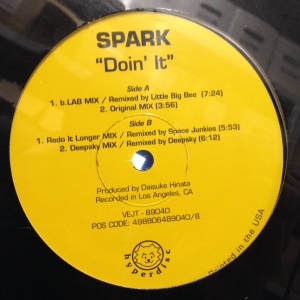 SPARK
"Doin' It"
Side A
1. b.LAB MIX / Remixed by Little Big Bee (7:24)
2. Original MIX (3:56)
Side B
1. Redo It Longer MIX / Remixed by Space Junkies (5:53)
2. Deepsky MIX / Remixed by Deepsky (6:12)
Produced by Daisuke Hinata
Recorded in Los Angeles, CA
VEJT - 89040
POS CODE: 498806489040/8
hyperdisc
Printed in the USA